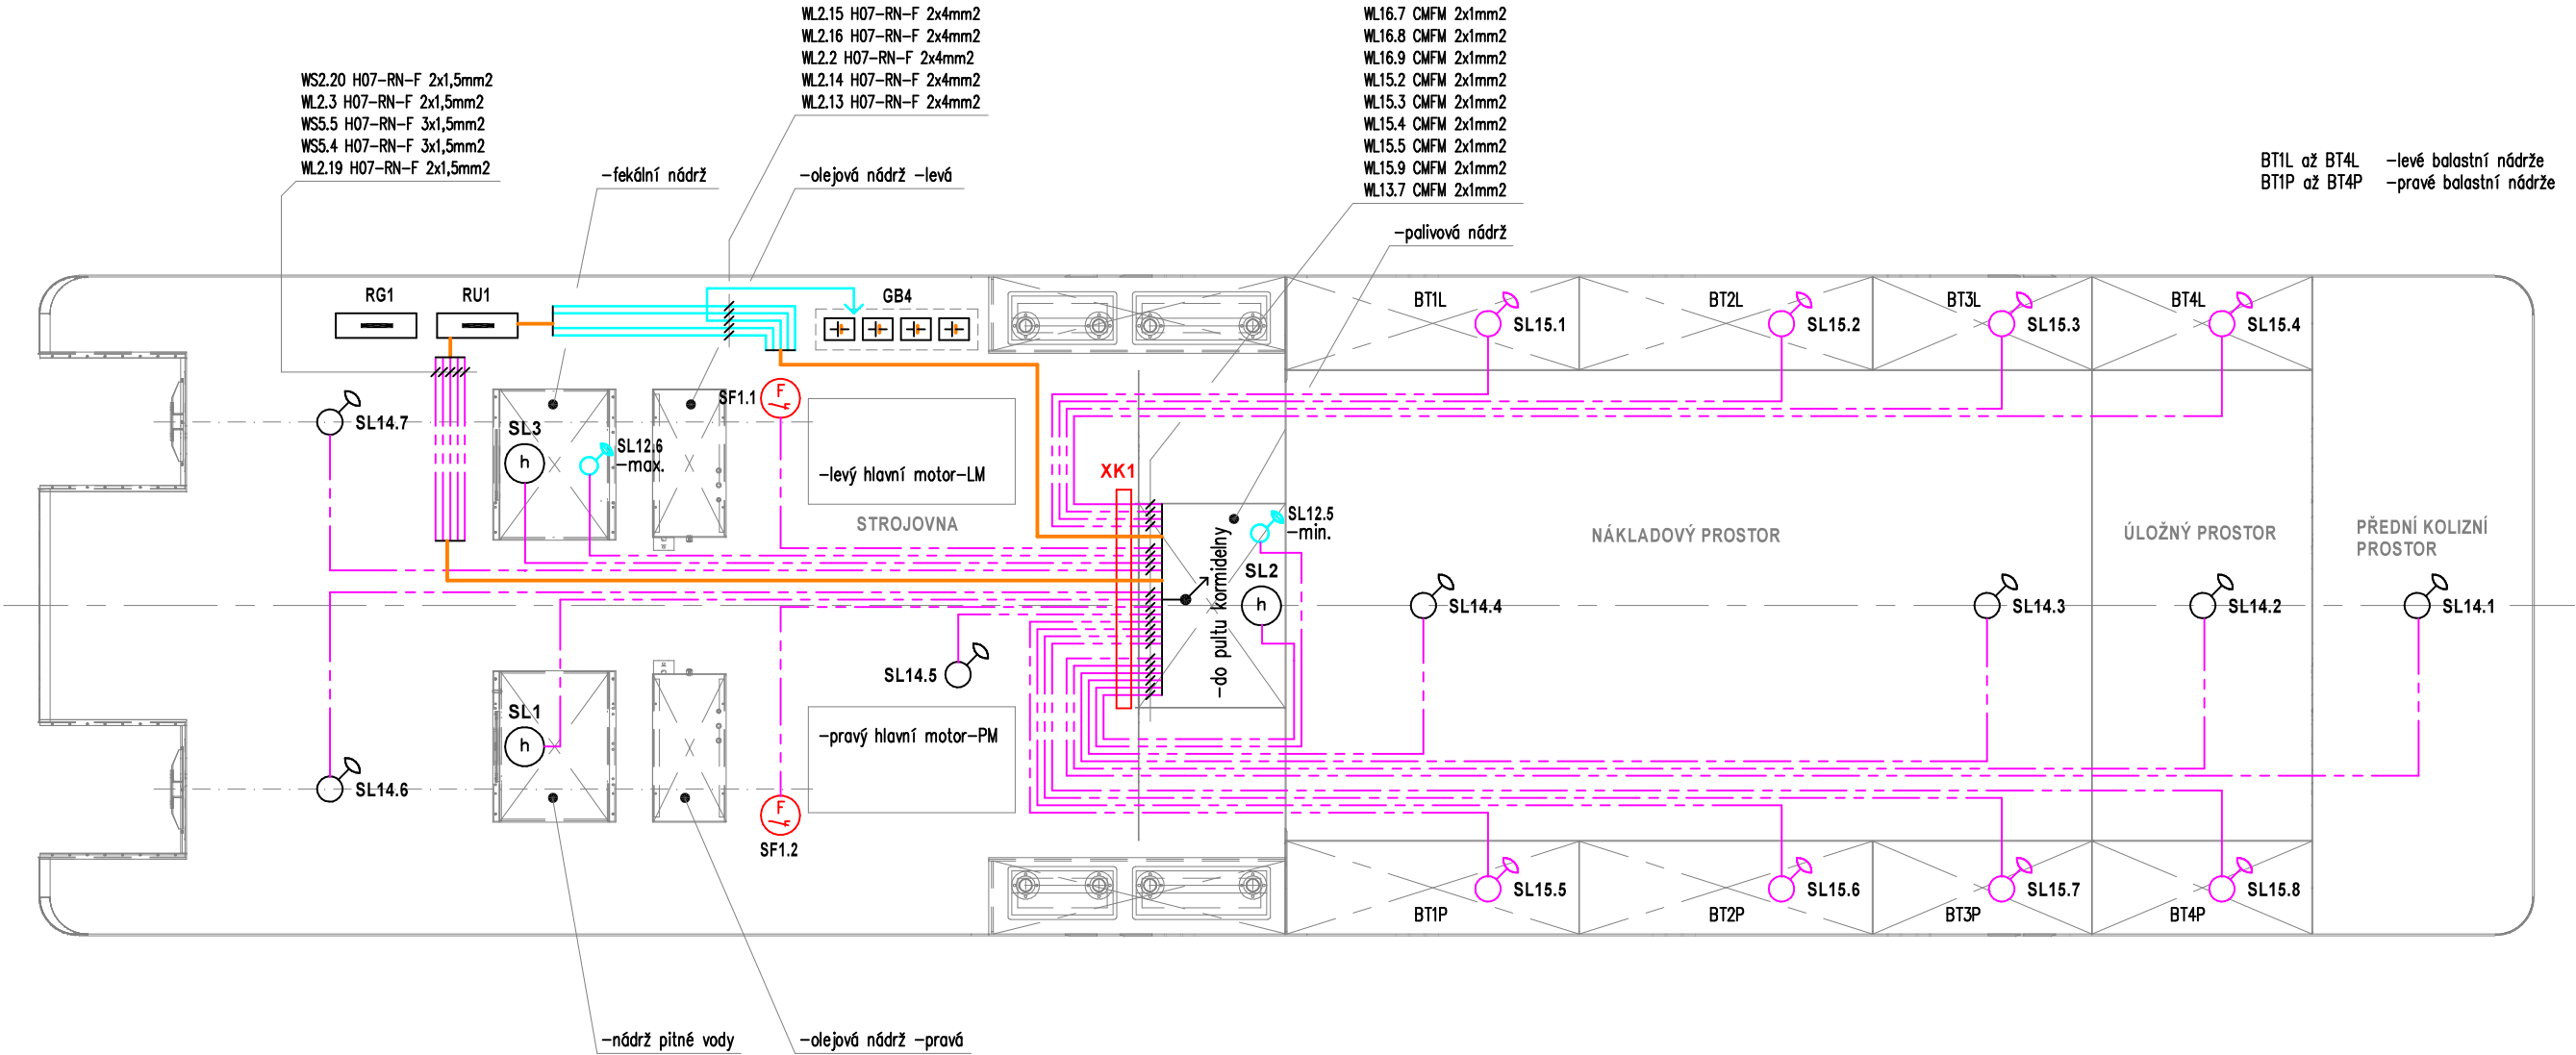 WL2.15 H07-RN-F 2x4mm2
WL2.16 H07-RN-F 2x4mm2
WL2.2 H07-RN-F 2x4mm2
WL2.14 H07-RN-F 2x4mm2
WL2.13 H07-RN-F 2x4mm2
WL16.7 CMFM 2x1mm2
WL16.8 CMFM 2x1mm2
WL16.9 CMFM 2x1mm2
WL15.2 CMFM 2x1mm2
WL15.3 CMFM 2x1mm2
WL15.4 CMFM 2x1mm2
WL15.5 CMFM 2x1mm2
WL15.9 CMFM 2x1mm2
WL13.7 CMFM 2x1mm2
WS2.20 H07-RN-F 2x1,5mm2
WL2.3 H07-RN-F 2x1,5mm2
WS5.5 H07-RN-F 3x1,5mm2
WS5.4 H07-RN-F 3x1,5mm2
WL2.19 H07-RN-F 2x1,5mm2
-fekální nádrž
-olejová nádrž -levá
-palivová nádrž
BT1L až BT4L -levé balastní nádrže
BT1P až BT4P -pravé balastní nádrže
RG1
RU1
GB4
BT1L
SL15.1
BT2L
SL15.2
BT3L
SL15.3
BT4L
SL15.4
SF1.1
F
SL14.7
SL3
h
SL12.6
-max.
-levý hlavní motor-LM
XK1
STROJOVNA
SL12.5
-min.
NÁKLADOVÝ PROSTOR
ÚLOŽNÝ PROSTOR
PŘEDNÍ KOLIZNÍ
PROSTOR
-do pultu kormidelny
SL2
h
SL14.4
SL14.3
SL14.2
SL14.1
SL14.5
SL1
h
-pravý hlavní motor-PM
SL14.6
F
SF1.2
SL15.5
BT1P
SL15.6
BT2P
SL15.7
BT3P
SL15.8
BT4P
-nádrž pitné vody
-olejová nádrž -pravá